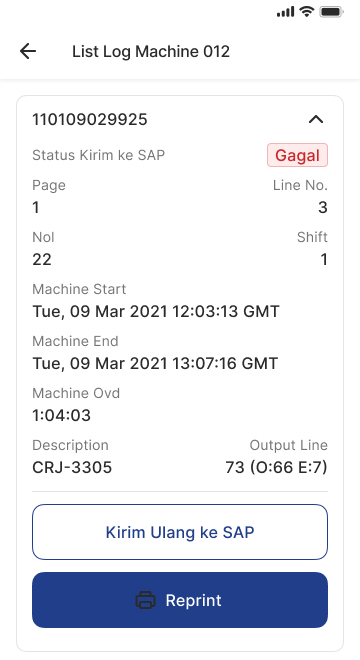 List Log Machine 012
110109029925
Status Kirim ke SAP Gagal
Page Line No.
1 3
Nol Shift
22 1
Machine Start
Tue, 09 Mar 2021 12:03:13 GMT
Machine End
Tue, 09 Mar 2021 13:07:16 GMT
Machine Ovd
1:04:03
Description Output Line
CRJ-3305 73 (O:66 E:7)
Kirim Ulang ke SAP
Reprint